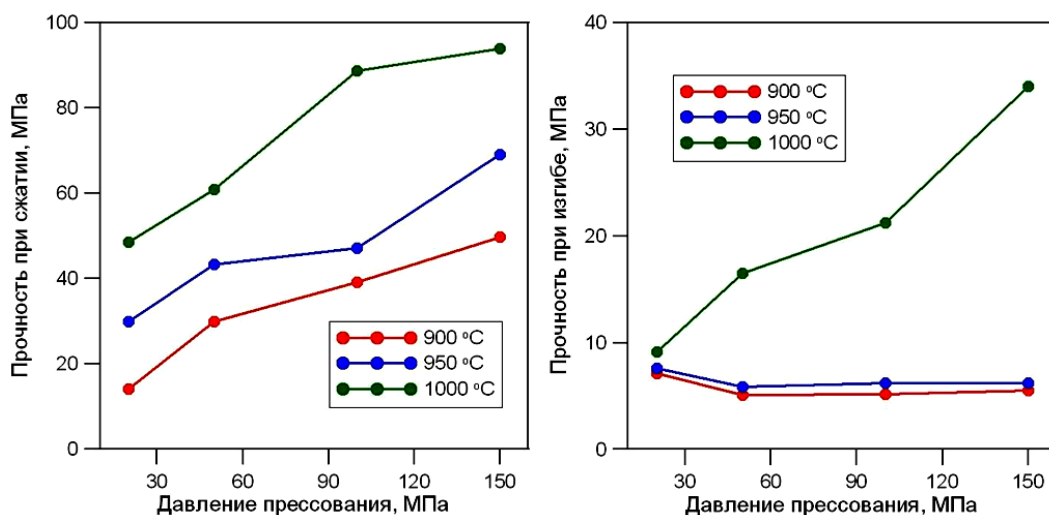 Прочность при сжатии, МПа
100
80
60
40
20
0
900 °C
950 °C
1000 °C
30
60
90
120
150
Давление прессования, МПа
Прочность при изгибе, МПа
40
30
20
10
0
900 °C
950 °C
1000 °C
30
60
90
120
150
Давление прессования, МПа